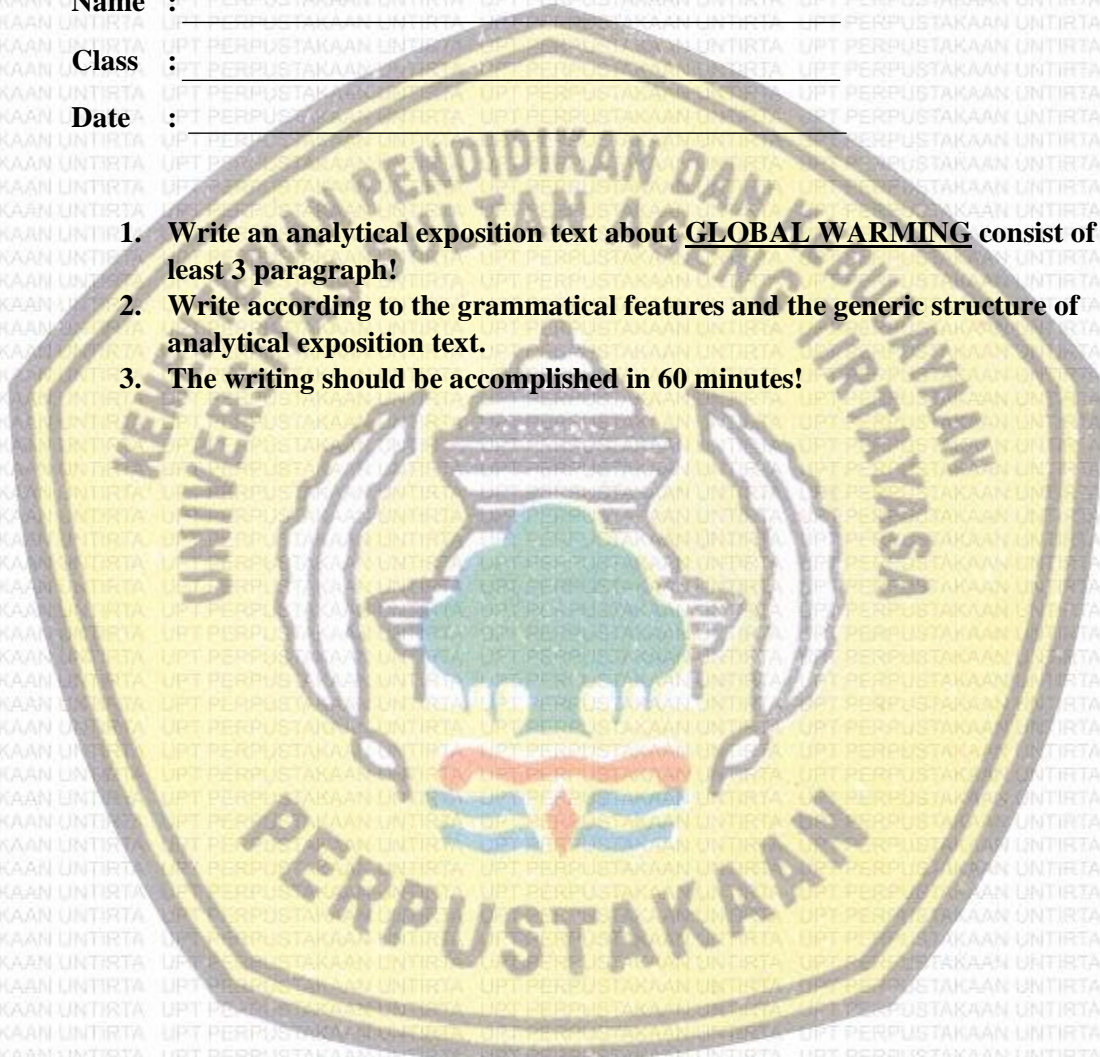 Name :
Class :
Date :
1. Write an analytical exposition text about GLOBAL WARMING consist of
least 3 paragraph!
2. Write according to the grammatical features and the generic structure of
analytical exposition text.
3. The writing should be accomplished in 60 minutes!
KEMENTERIAN PENDIDIKAN DAN KEBUDAYAAN
UNIVERSITAS SULTAN AGENG TIRTAYASA
PERPUSTAKAAN
UPT PERPUSTAKAAN UNTIRTA